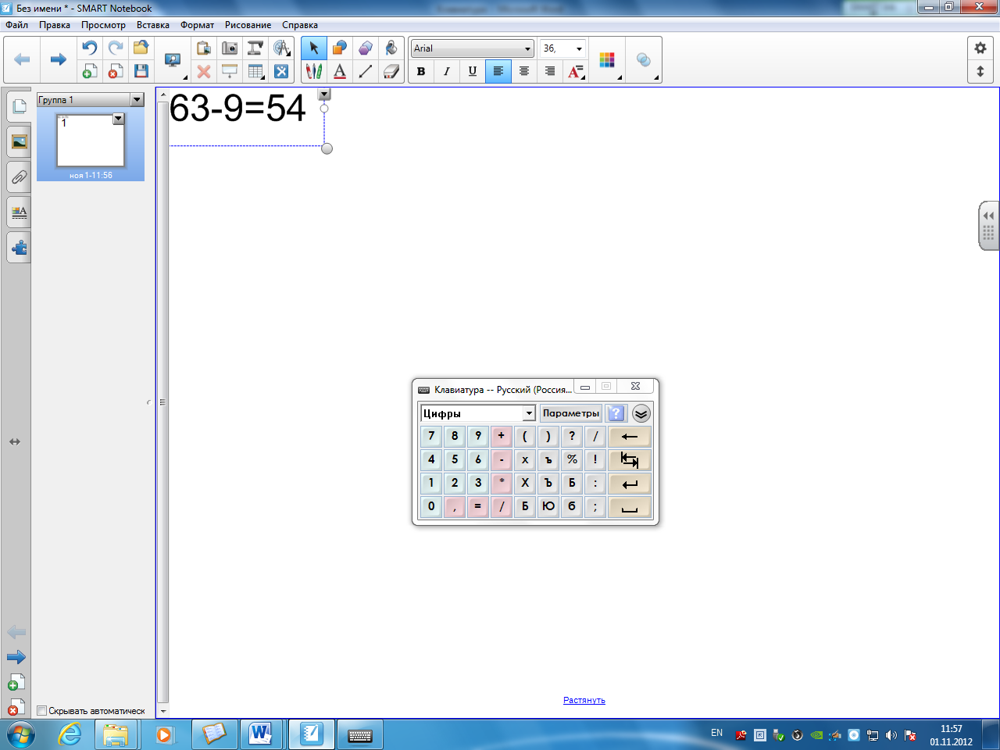 Без имени * - SMART Notebook
Файл Правка Просмотр Вставка Формат Рисование Справка
Arial 36,
B I U A A
Группа 1
1
ноя 1-11:56
63-9=54
Клавиатура -- Русский (Россия...
Цифры Параметры ?
7 8 9 + ( ) ? /
4 5 6 - х ъ % !
1 2 3 * Х Ъ Б :
0 , = / Б Ю б ;
Растянуть
Скрывать автоматическ
EN
11:57
01.11.2012